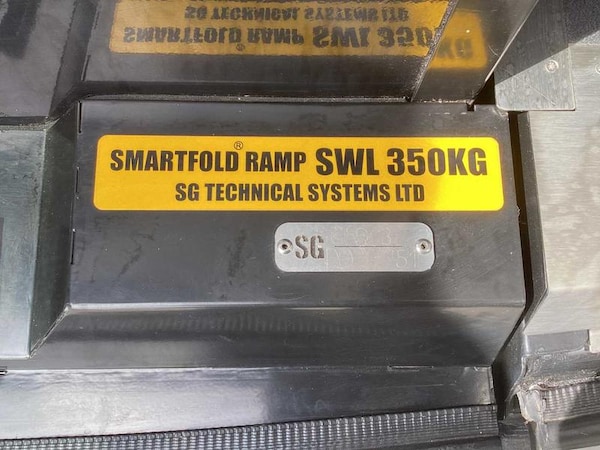 SMARTFOLD® RAMP SWL 350KG
SG TECHNICAL SYSTEMS LTD
SG